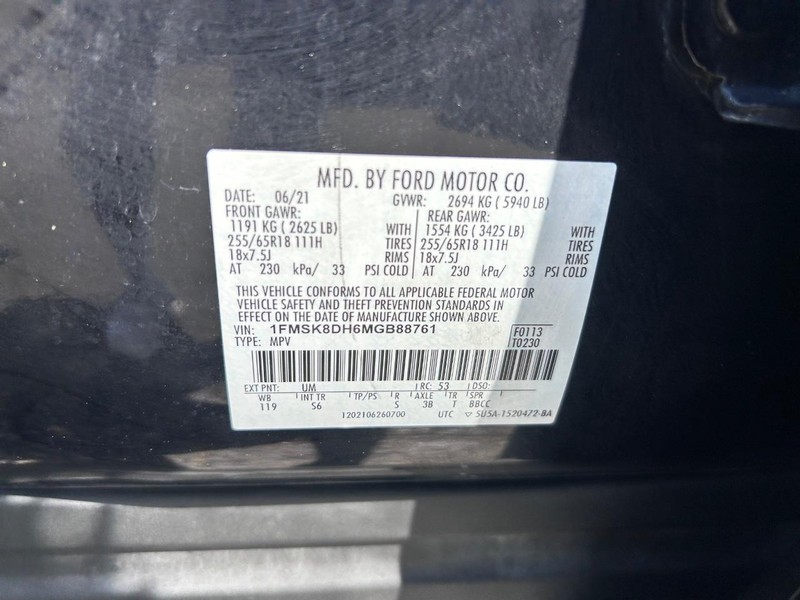 MFD. BY FORD MOTOR CO.
DATE: 06/21 GVWR: 2694 KG ( 5940 LB)
FRONT GAWR: REAR GAWR:
1191 KG ( 2625 LB) WITH 1554 KG ( 3425 LB) WITH
255/65R18 111H TIRES 255/65R18 111H TIRES
18x7.5J RIMS 18x7.5J RIMS
AT 230 kPa/ 33 PSI COLD AT 230 kPa/ 33 PSI COLD
THIS VEHICLE CONFORMS TO ALL APPLICABLE FEDERAL MOTOR
VEHICLE SAFETY AND THEFT PREVENTION STANDARDS IN
EFFECT ON THE DATE OF MANUFACTURE SHOWN ABOVE.
VIN: 1FMSK8DH6MGB88761 F0113
TYPE: MPV T0230
EXT PNT: UM RC: 53 DSO:
WB INT TR TP/PS R AXLE TR SPR
119 S6 S 3B T BBCC
1202106260700 UTC ▽ 5USA-1520472-BA